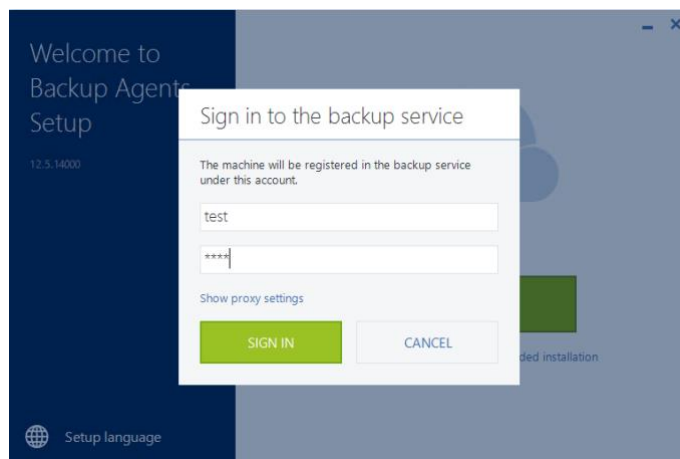 Welcome to
Backup Agents
Setup
12.5.14000
Sign in to the backup service
The machine will be registered in the backup service
under this account.
test
****
Show proxy settings
SIGN IN
CANCEL
ded installation
Setup language